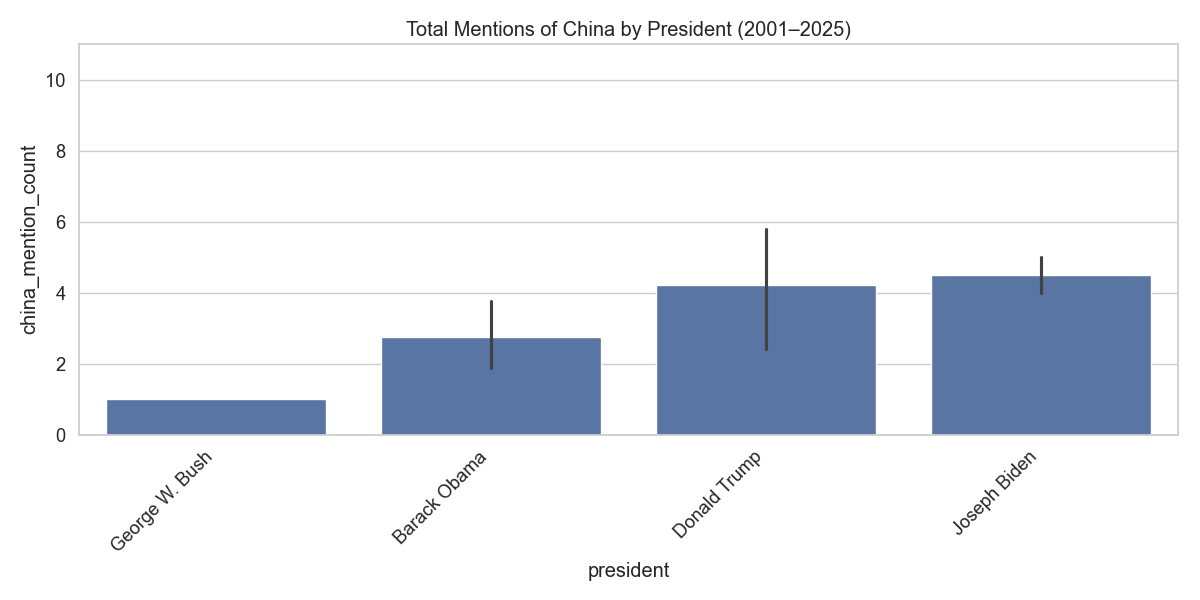 Total Mentions of China by President (2001–2025)
china_mention_count
10
8
6
4
2
0
George W. Bush
Barack Obama
Donald Trump
Joseph Biden
president